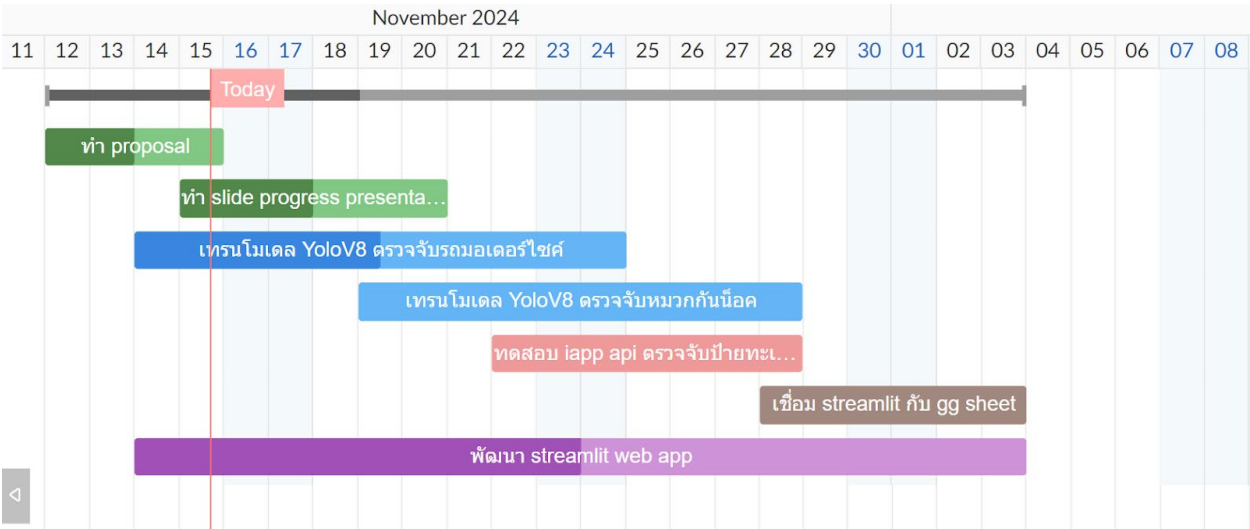 November 2024
11 12 13 14 15 16 17 18 19 20 21 22 23 24 25 26 27 28 29 30 01 02 03 04 05 06 07 08
Today
ทำ proposal
ทำ slide progress presenta...
เทรนโมเดล YoloV8 ตรวจจับรถมอเตอร์ไซค์
เทรนโมเดล YoloV8 ตรวจจับหมวกกันน็อค
ทดสอบ iapp api ตรวจจับป้ายทะเ...
เชื่อม streamlit กับ gg sheet
พัฒนา streamlit web app